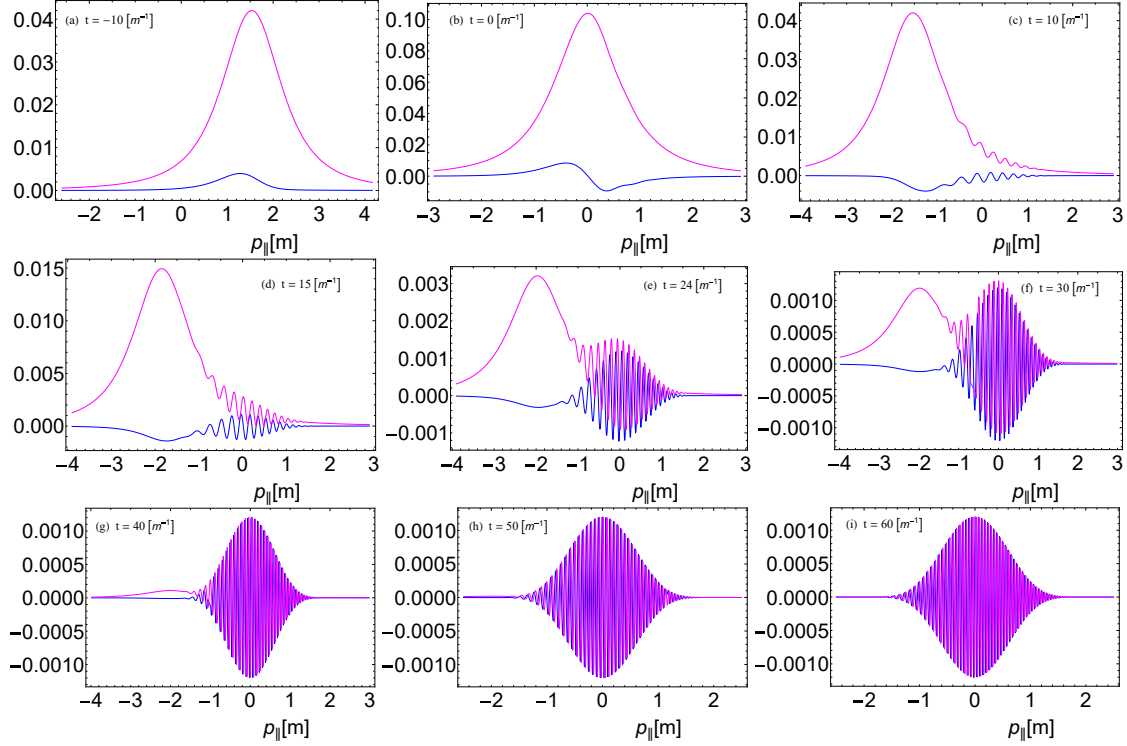 (a) t = −10 [m⁻¹]
0.04
0.03
0.02
0.01
0.00
−2 −1 0 1 2 3 4
p∥[m]
(b) t = 0 [m⁻¹]
0.10
0.08
0.06
0.04
0.02
0.00
−3 −2 −1 0 1 2 3
p∥[m]
(c) t = 10 [m⁻¹]
0.04
0.03
0.02
0.01
0.00
−4 −3 −2 −1 0 1 2 3
p∥[m]
(d) t = 15 [m⁻¹]
0.015
0.010
0.005
0.000
−4 −3 −2 −1 0 1 2 3
p∥[m]
(e) t = 24 [m⁻¹]
0.003
0.002
0.001
0.000
−0.001
−4 −3 −2 −1 0 1 2 3
p∥[m]
(f) t = 30 [m⁻¹]
0.0010
0.0005
0.0000
−0.0005
−0.0010
−4 −3 −2 −1 0 1 2 3
p∥[m]
(g) t = 40 [m⁻¹]
0.0010
0.0005
0.0000
−0.0005
−0.0010
−4 −3 −2 −1 0 1 2 3
p∥[m]
(h) t = 50 [m⁻¹]
0.0010
0.0005
0.0000
−0.0005
−0.0010
−2 −1 0 1 2
p∥[m]
(i) t = 60 [m⁻¹]
0.0010
0.0005
0.0000
−0.0005
−0.0010
−2 −1 0 1 2
p∥[m]